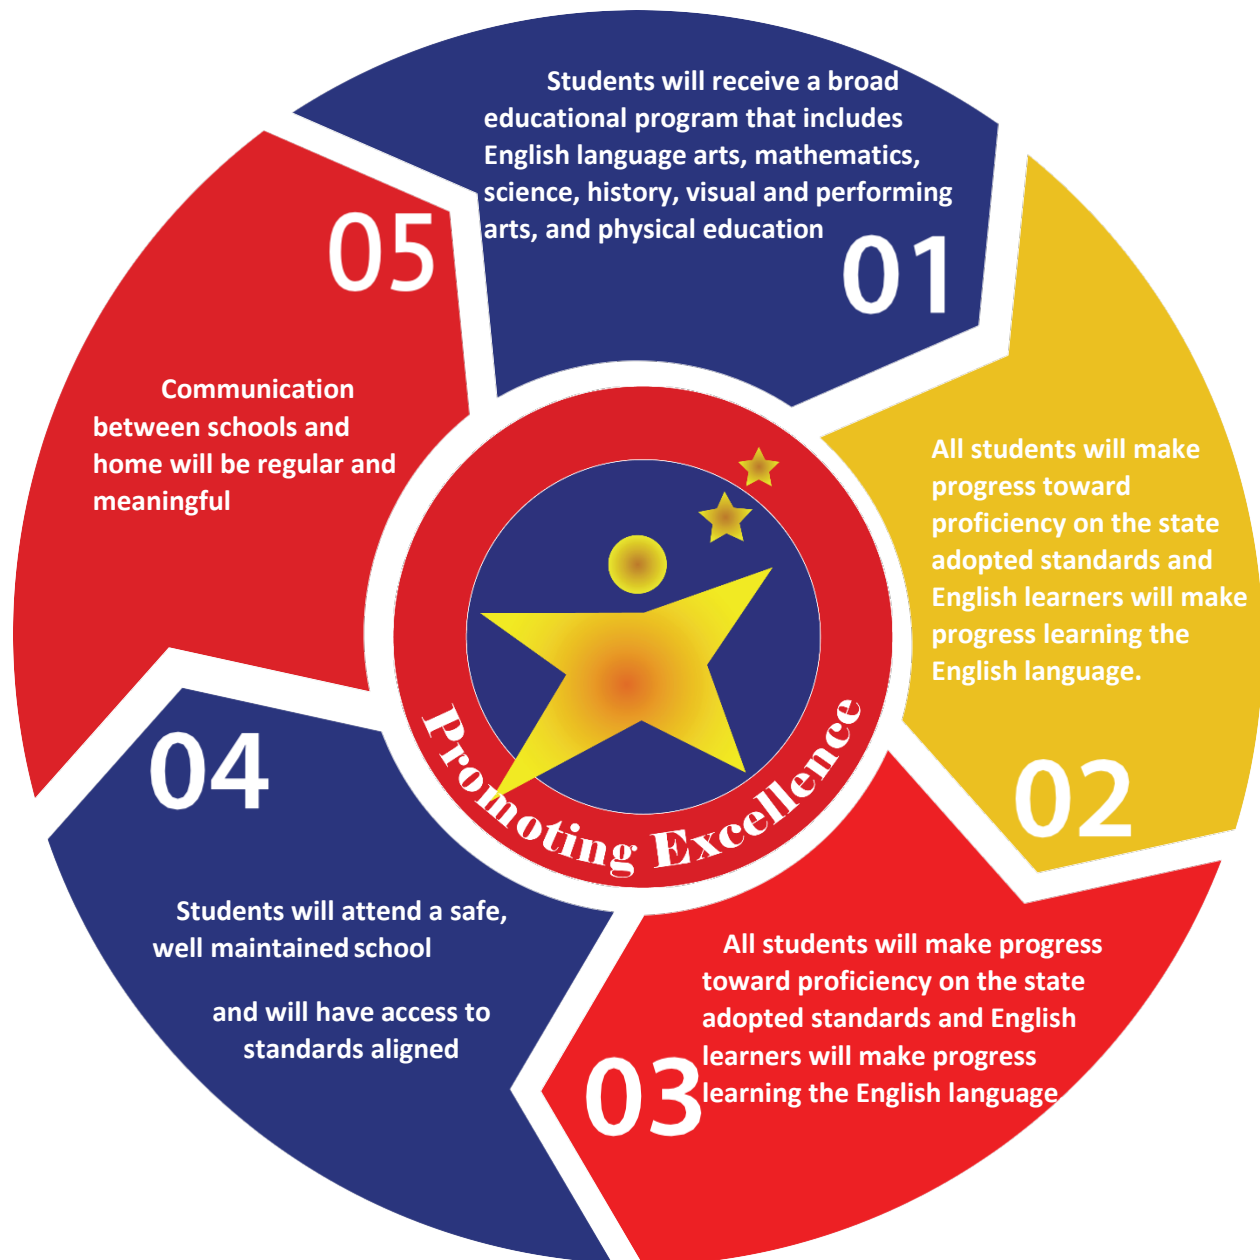 Students will receive a broad
educational program that includes
English language arts, mathematics,
science, history, visual and performing
arts, and physical education
01
All students will make
progress toward
proficiency on the state
adopted standards and
English learners will make
progress learning the
English language.
02
All students will make progress
toward proficiency on the state
adopted standards and English
learners will make progress
learning the English language
03
04
Students will attend a safe,
well maintained school
and will have access to
standards aligned
05
Communication
between schools and
home will be regular and
meaningful
Promoting Excellence